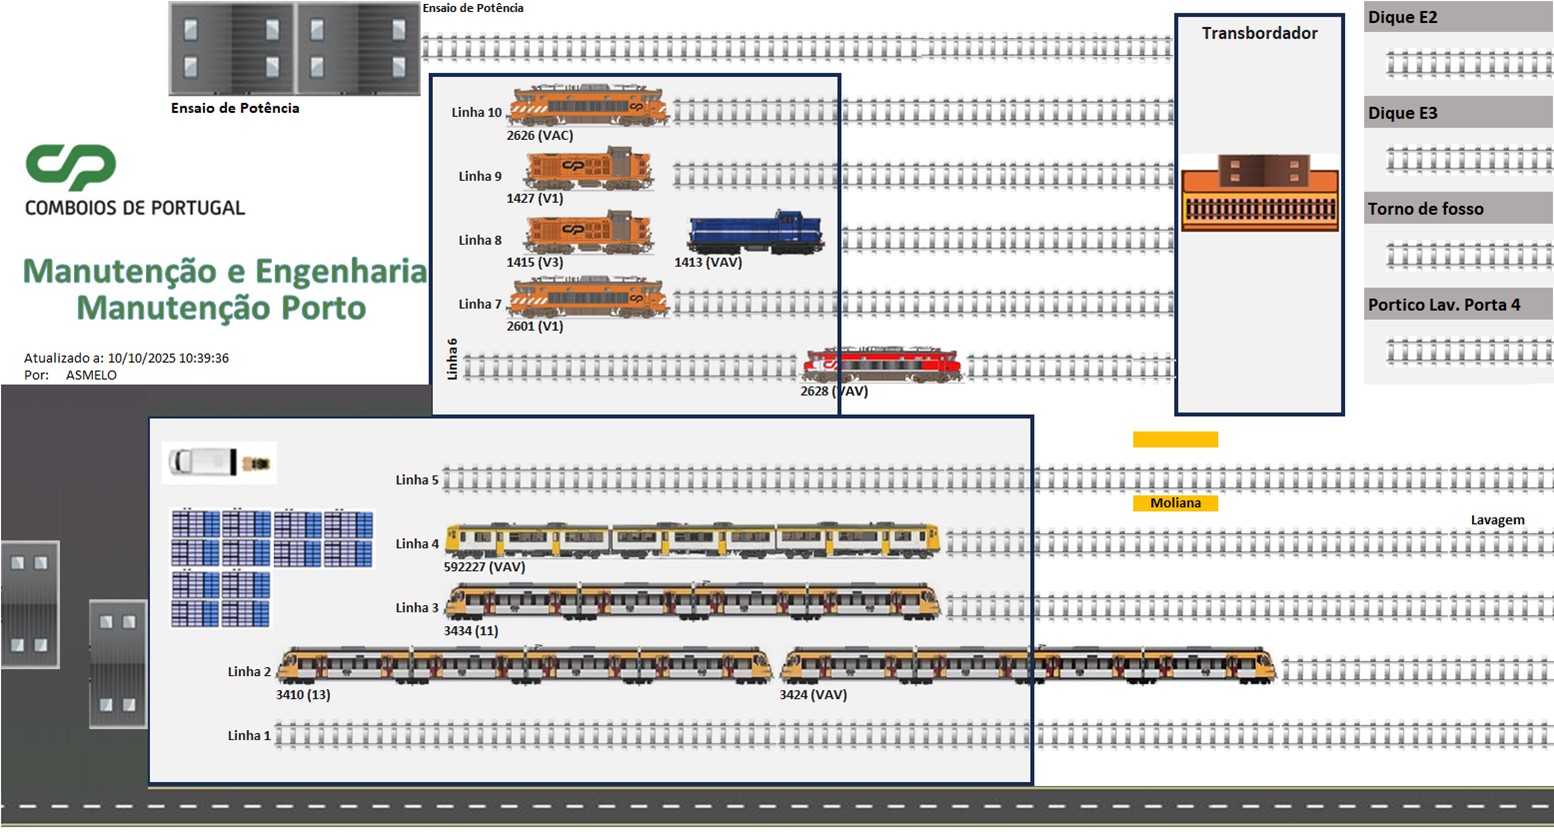 Ensaio de Potência
Ensaio de Potência
Transbordador
Dique E2
Dique E3
Torno de fosso
Portico Lav. Porta 4
CP
COMBOIOS DE PORTUGAL
Manutenção e Engenharia
Manutenção Porto
Atualizado a: 10/10/2025 10:39:36
Por: ASMELO
Linha 10
2626 (VAC)
Linha 9
1427 (V1)
Linha 8
1415 (V3)
1413 (VAV)
Linha 7
2601 (V1)
Linha 6
2628 (VAV)
Linha 5
Moliana
Lavagem
Linha 4
592227 (VAV)
Linha 3
3434 (11)
Linha 2
3410 (13)
3424 (VAV)
Linha 1